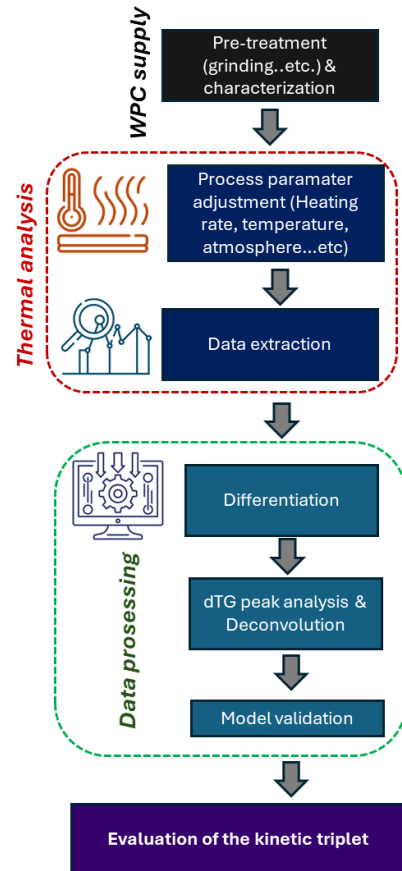 WPC supply
Pre-treatment
(grinding..etc.) &
characterization
Thermal analysis
Process paramater
adjustment (Heating
rate, temperature,
atmosphere...etc)
Data extraction
Data prosessing
Differentiation
dTG peak analysis &
Deconvolution
Model validation
Evaluation of the kinetic triplet